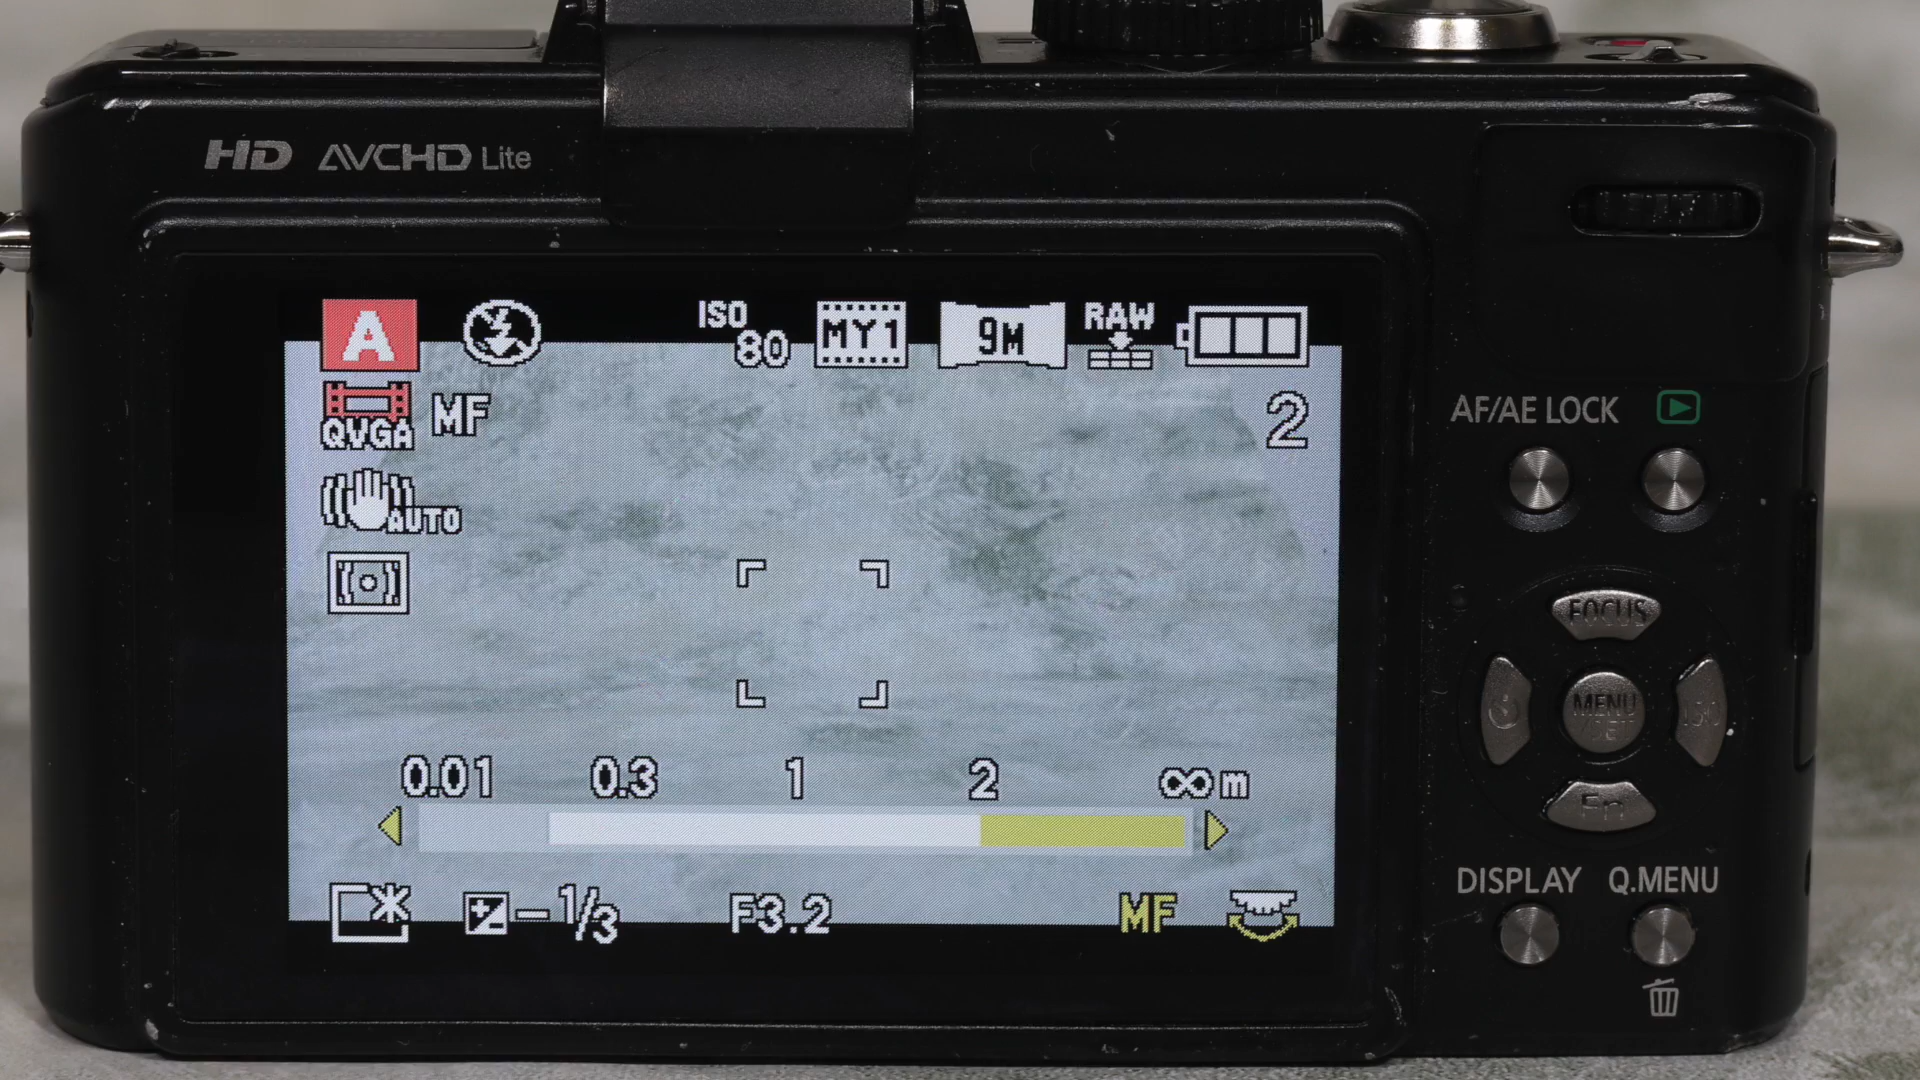 HD AVCHD Lite
A ISO 80 MY1 9M RAW
QVGA MF 2
AUTO
0.01 0.3 1 2 ∞m
-1/3 F3.2 MF
AF/AE LOCK
FOCUS
MENU
ISO
Fn
DISPLAY Q.MENU